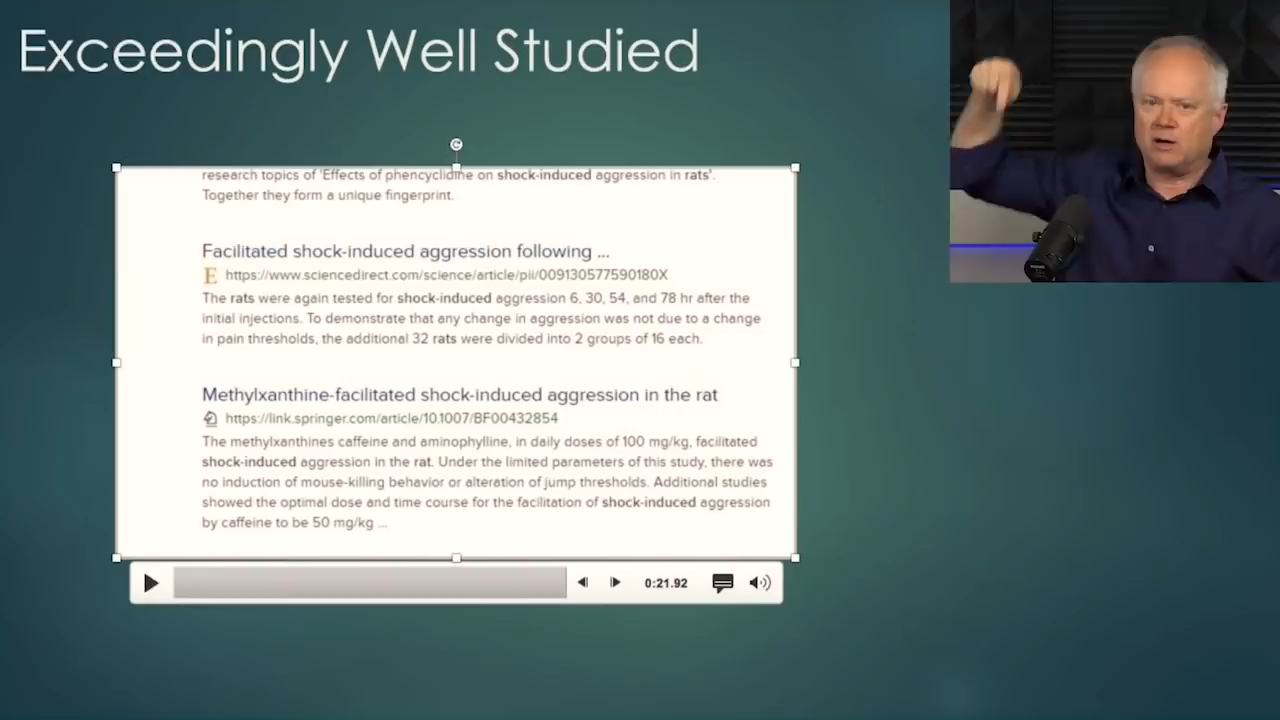 Exceedingly Well Studied
research topics of 'Effects of phencyclidine on shock-induced aggression in rats'.
Together they form a unique fingerprint.
Facilitated shock-induced aggression following ...
E https://www.sciencedirect.com/science/article/pii/009130577590180X
The rats were again tested for shock-induced aggression 6, 30, 54, and 78 hr after the
initial injections. To demonstrate that any change in aggression was not due to a change
in pain thresholds, the additional 32 rats were divided into 2 groups of 16 each.
Methylxanthine-facilitated shock-induced aggression in the rat
https://link.springer.com/article/10.1007/BF00432854
The methylxanthines caffeine and aminophylline, in daily doses of 100 mg/kg, facilitated
shock-induced aggression in the rat. Under the limited parameters of this study, there was
no induction of mouse-killing behavior or alteration of jump thresholds. Additional studies
showed the optimal dose and time course for the facilitation of shock-induced aggression
by caffeine to be 50 mg/kg ...
0:21.92